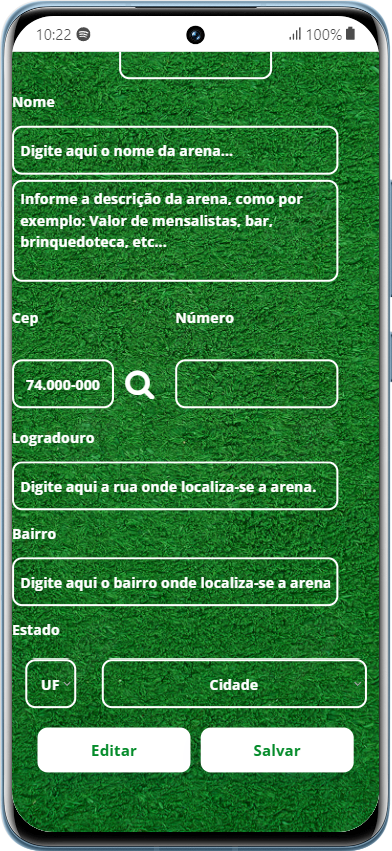 10:22 100%
Nome
Digite aqui o nome da arena...
Informe a descrição da arena, como por
exemplo: Valor de mensalistas, bar,
brinquedoteca, etc...
Cep Número
74.000-000
Logradouro
Digite aqui a rua onde localiza-se a arena.
Bairro
Digite aqui o bairro onde localiza-se a arena
Estado
UF Cidade
Editar Salvar